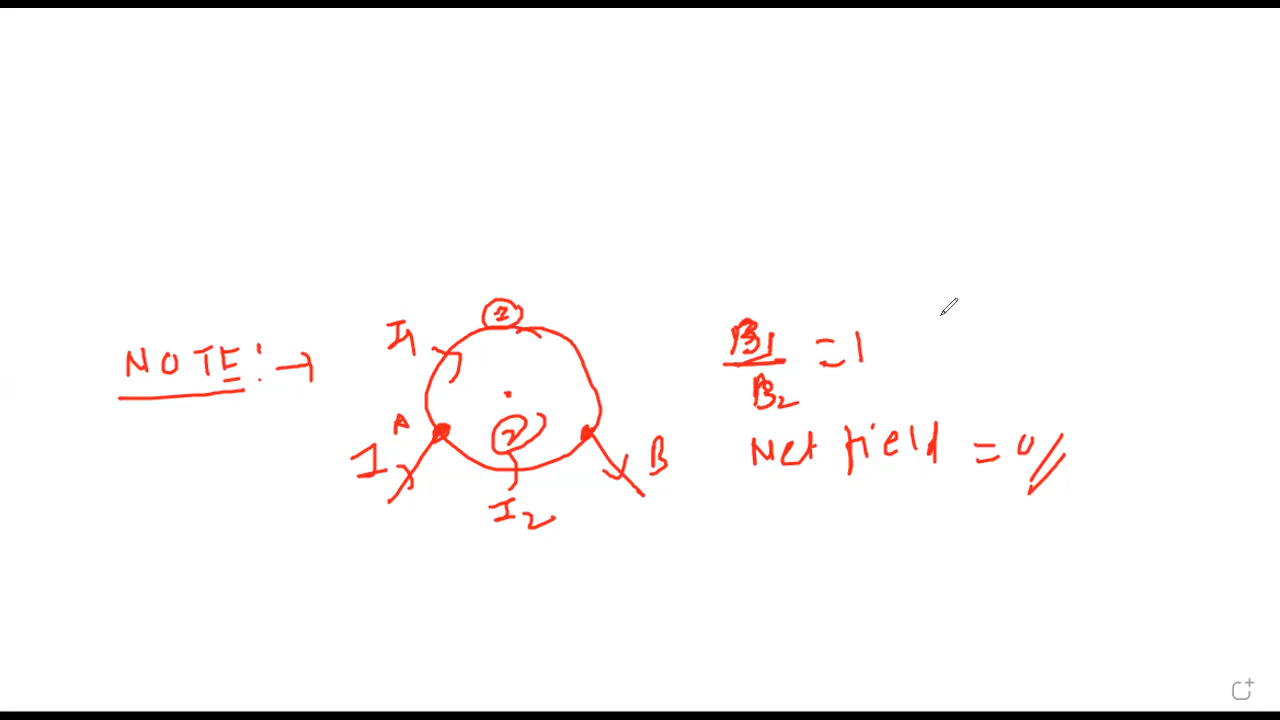 NOTE :→
1
I1
A
2
I
B
I2
B1/B2 = 1
Net field = 0//